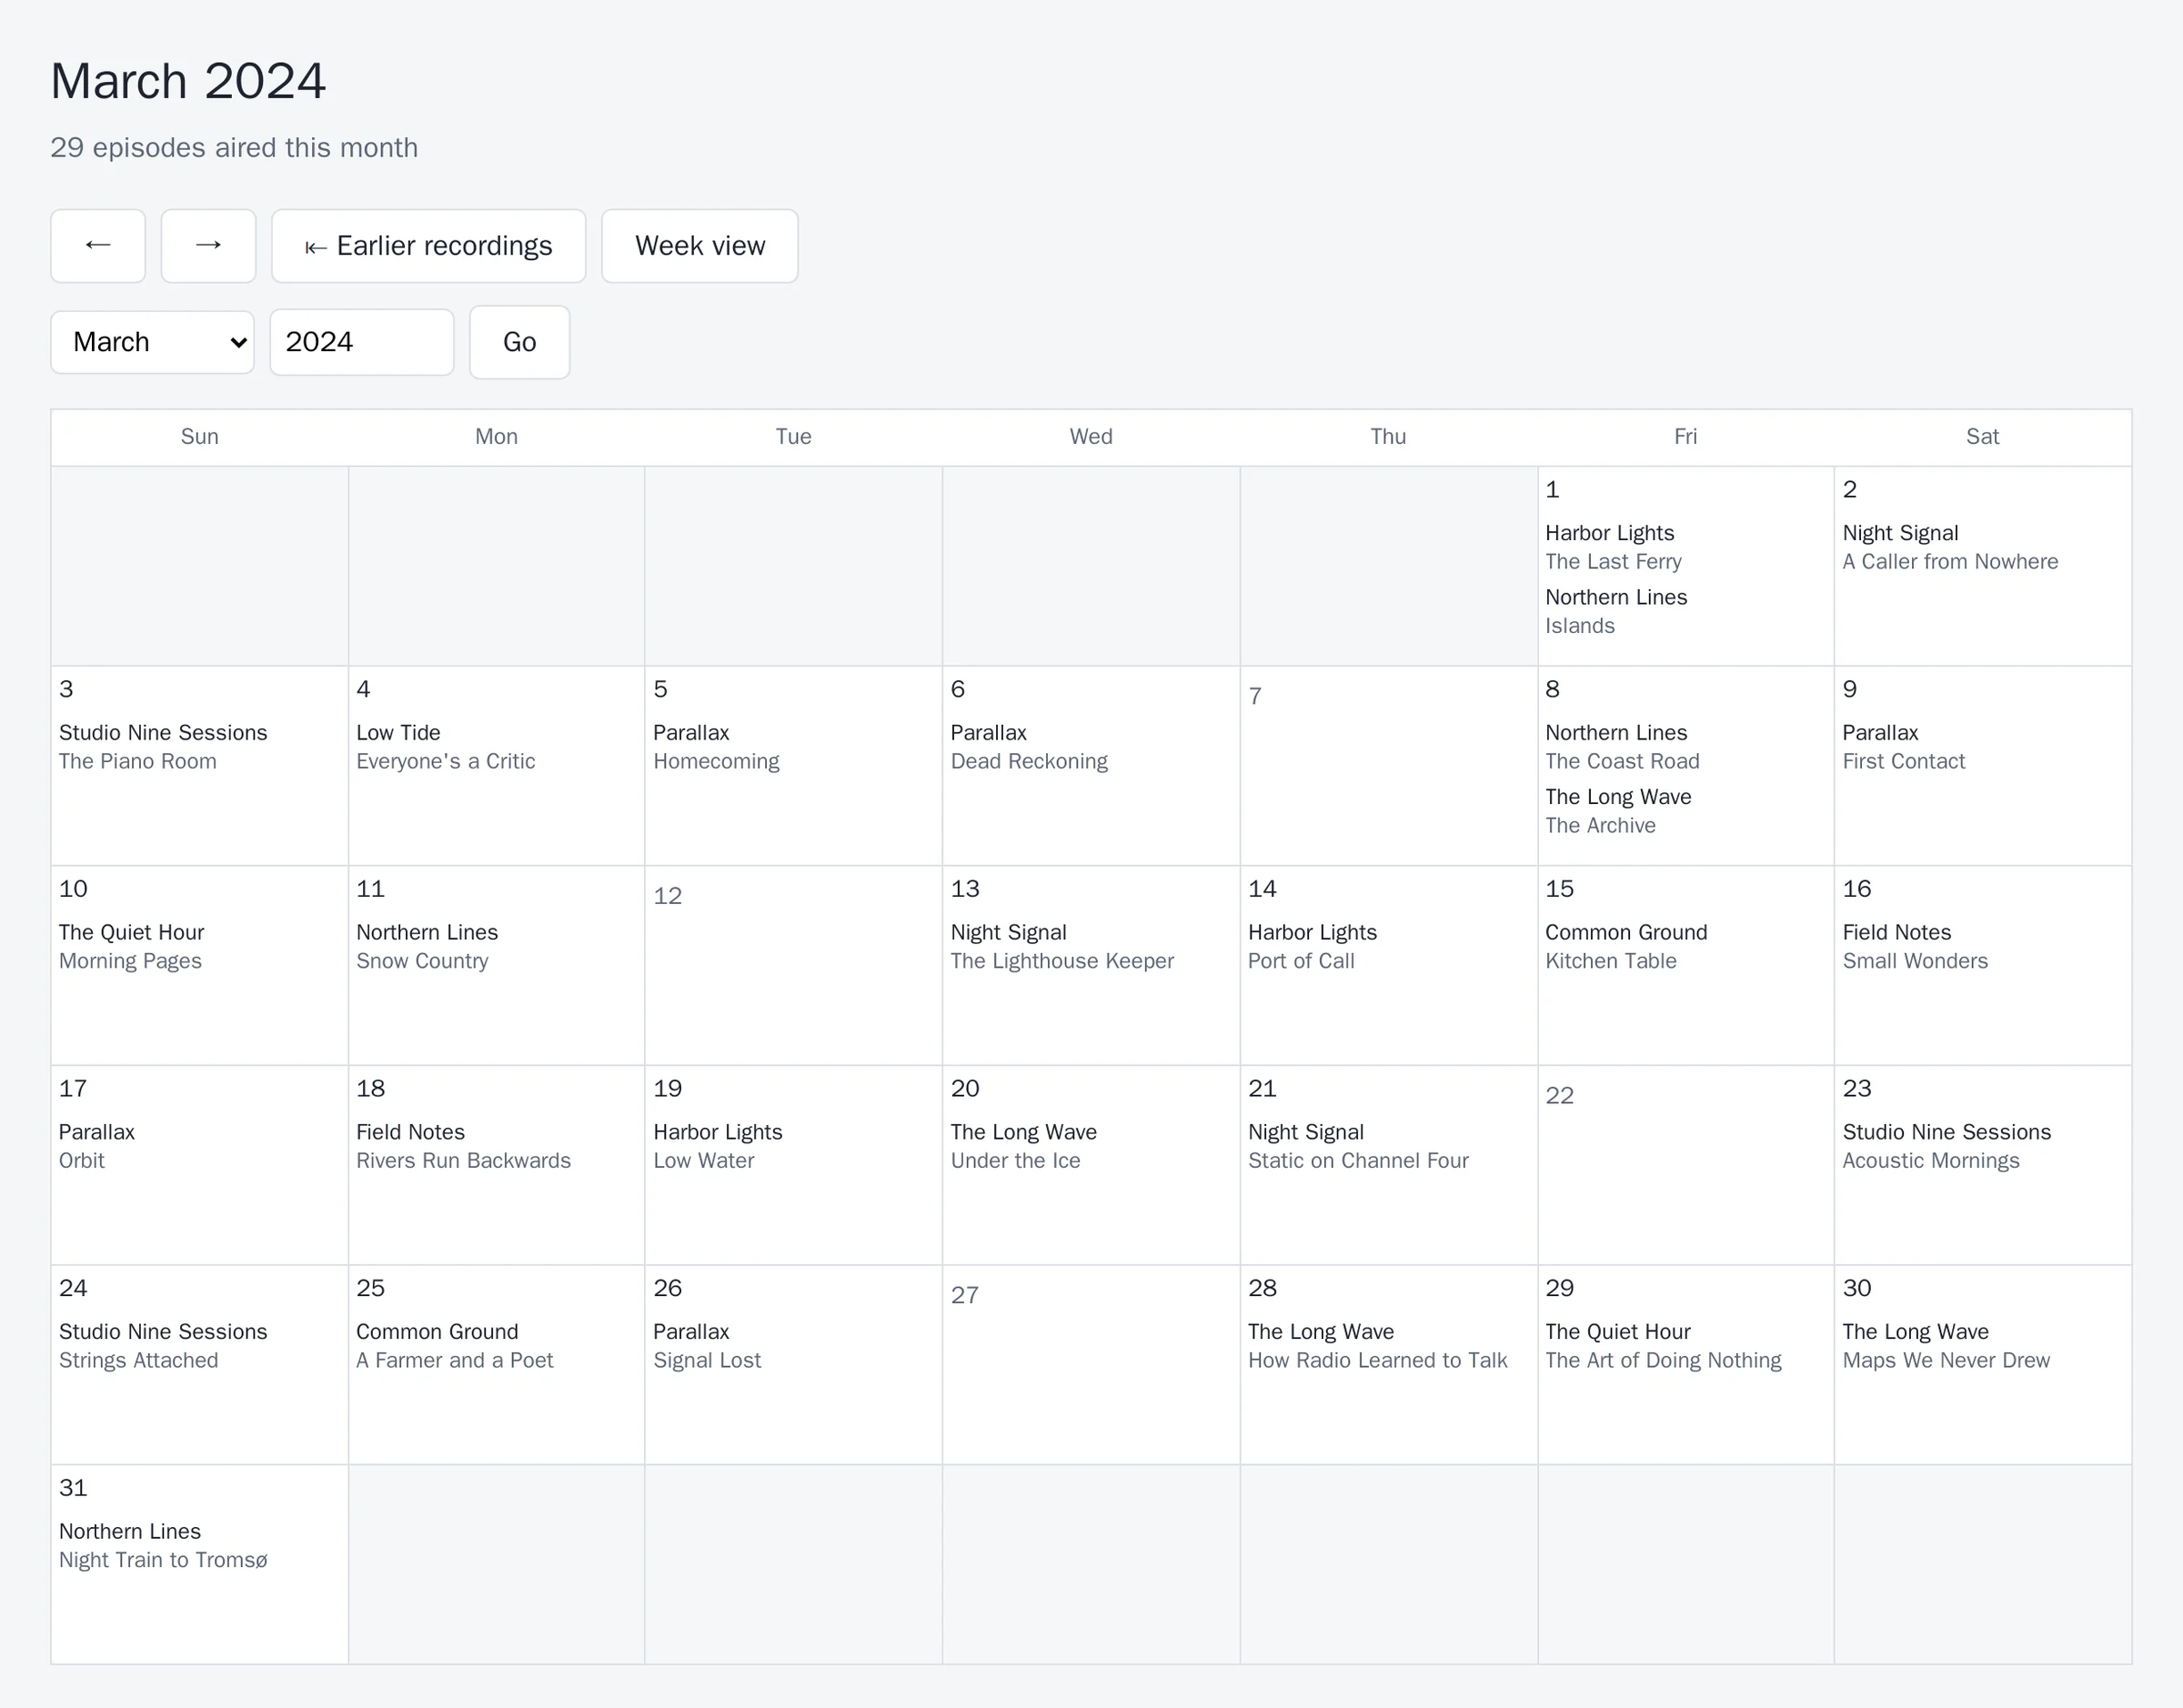 March 2024
29 episodes aired this month
← → ⇤ Earlier recordings Week view
March 2024 Go
Sun Mon Tue Wed Thu Fri Sat
1
Harbor Lights
The Last Ferry
Northern Lines
Islands
2
Night Signal
A Caller from Nowhere
3
Studio Nine Sessions
The Piano Room
4
Low Tide
Everyone's a Critic
5
Parallax
Homecoming
6
Parallax
Dead Reckoning
7
8
Northern Lines
The Coast Road
The Long Wave
The Archive
9
Parallax
First Contact
10
The Quiet Hour
Morning Pages
11
Northern Lines
Snow Country
12
13
Night Signal
The Lighthouse Keeper
14
Harbor Lights
Port of Call
15
Common Ground
Kitchen Table
16
Field Notes
Small Wonders
17
Parallax
Orbit
18
Field Notes
Rivers Run Backwards
19
Harbor Lights
Low Water
20
The Long Wave
Under the Ice
21
Night Signal
Static on Channel Four
22
23
Studio Nine Sessions
Acoustic Mornings
24
Studio Nine Sessions
Strings Attached
25
Common Ground
A Farmer and a Poet
26
Parallax
Signal Lost
27
28
The Long Wave
How Radio Learned to Talk
29
The Quiet Hour
The Art of Doing Nothing
30
The Long Wave
Maps We Never Drew
31
Northern Lines
Night Train to Tromsø